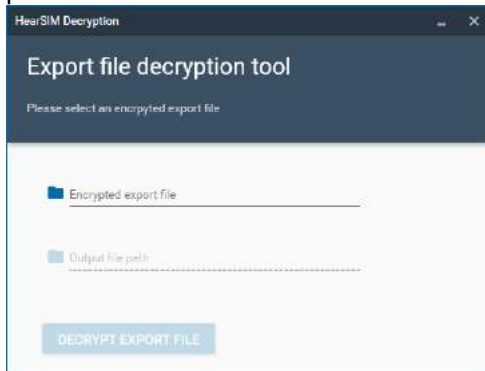 HearSIM Decryption
Export file decryption tool
Please select an encrpyted export file
Encrypted export file
Output file path
DECRYPT EXPORT FILE